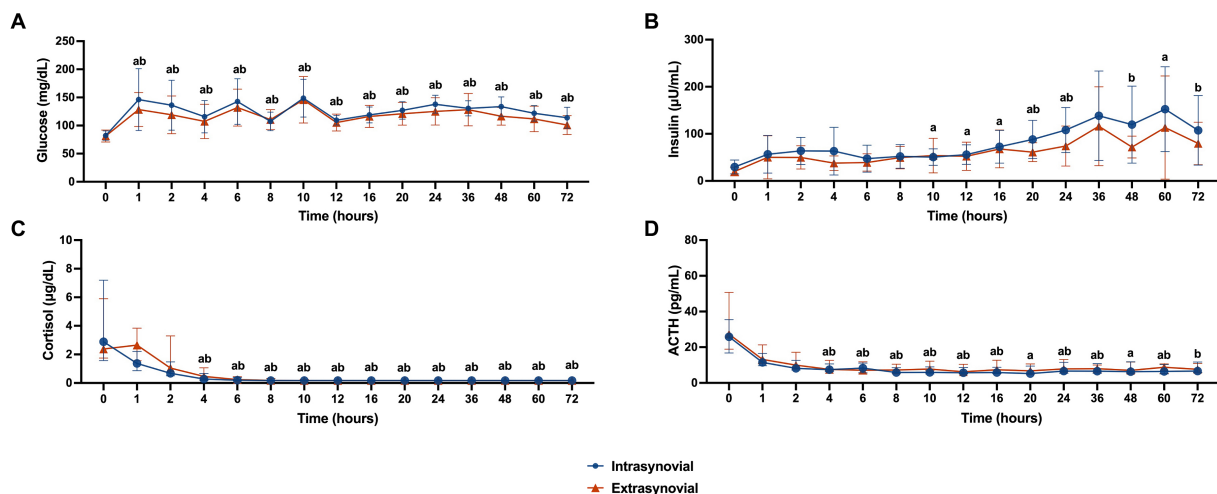 A
Glucose (mg/dL)
250
200
150
100
50
0
ab ab ab ab ab ab ab ab ab ab ab ab ab ab
0 1 2 4 6 8 10 12 16 20 24 36 48 60 72
Time (hours)
B
Insulin (µU/mL)
300
200
100
0
a a a ab ab b a b
0 1 2 4 6 8 10 12 16 20 24 36 48 60 72
Time (hours)
C
Cortisol (µg/dL)
10
8
6
4
2
0
ab ab ab ab ab ab ab ab ab ab ab ab
0 1 2 4 6 8 10 12 16 20 24 36 48 60 72
Time (hours)
D
ACTH (pg/mL)
80
60
40
20
0
ab ab ab ab ab ab a ab ab a ab b
0 1 2 4 6 8 10 12 16 20 24 36 48 60 72
Time (hours)
Intrasynovial
Extrasynovial